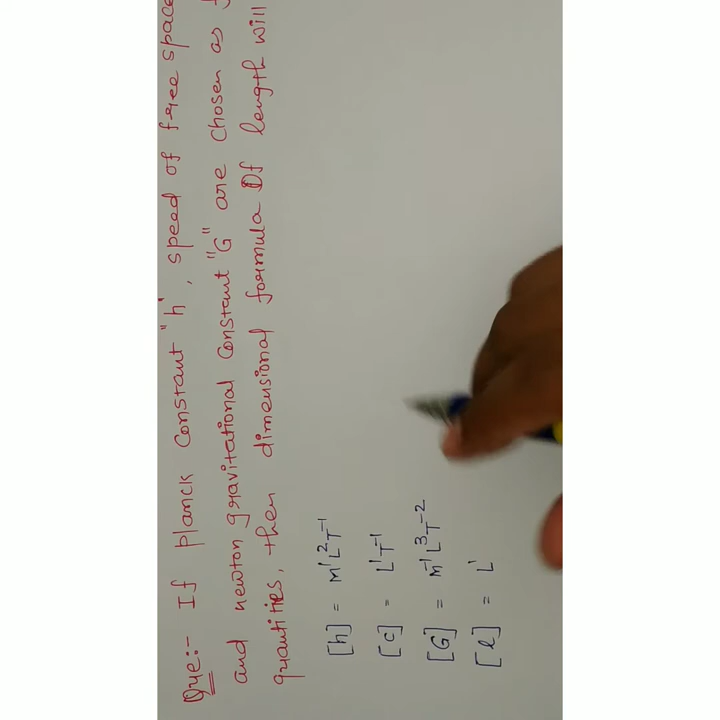 Que:- If planck constant "h", speed of free space
and newton gravitational constant "G" are chosen as
quantities, then dimensional formula Of length will
[h] = M¹L²T⁻¹
[c] = L¹T⁻¹
[G] = M⁻¹L³T⁻²
[l] = L¹